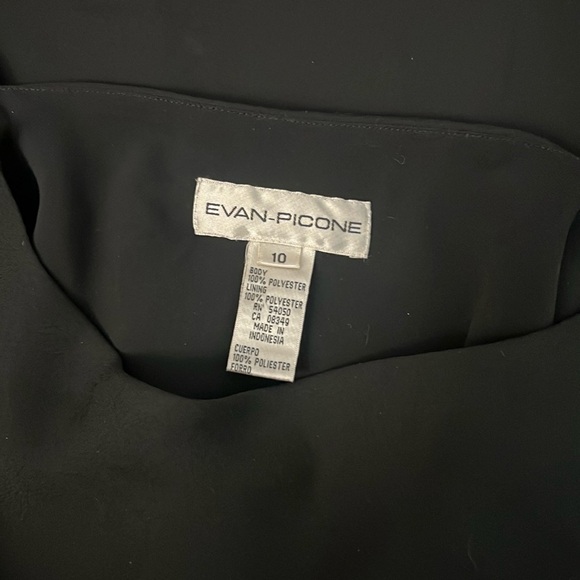 EVAN-PICONE
10
BODY
100% POLYESTER
LINING
100% POLYESTER
RN 54050
CA 08349
MADE IN
INDONESIA
CUERPO
100% POLIESTER
FORRO